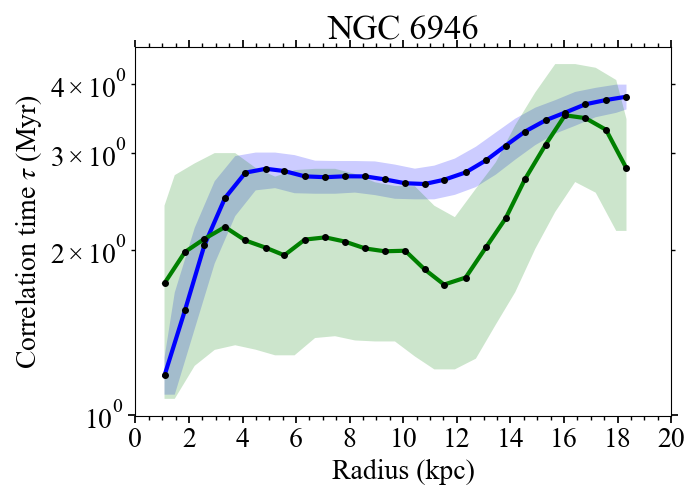 NGC 6946
Correlation time τ (Myr)
4 × 10⁰
3 × 10⁰
2 × 10⁰
10⁰
0 2 4 6 8 10 12 14 16 18 20
Radius (kpc)